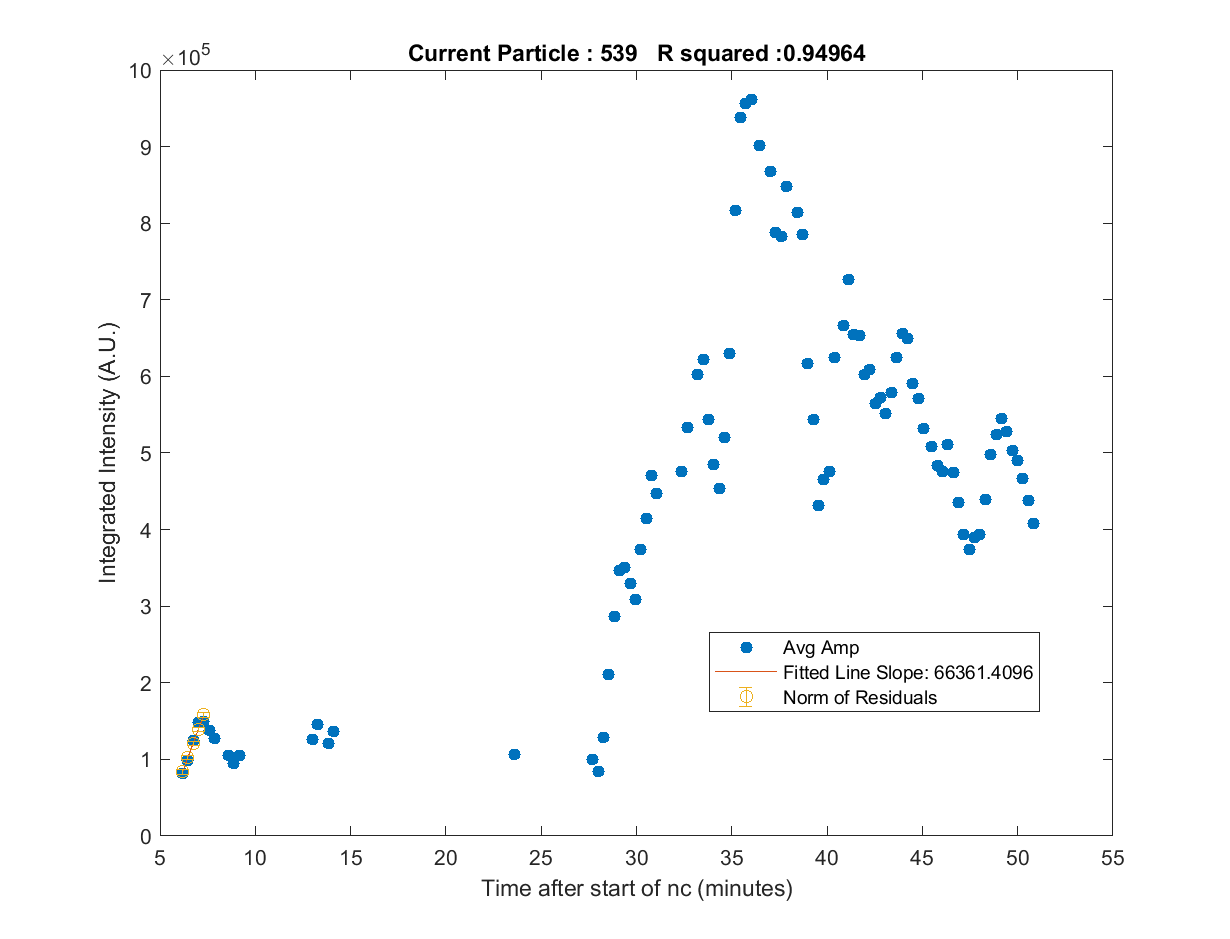 Current Particle : 539   R squared :0.94964
×10^5
10
9
8
7
6
5
4
3
2
1
0
Integrated Intensity (A.U.)
Avg Amp
Fitted Line Slope: 66361.4096
Norm of Residuals
5 10 15 20 25 30 35 40 45 50 55
Time after start of nc (minutes)